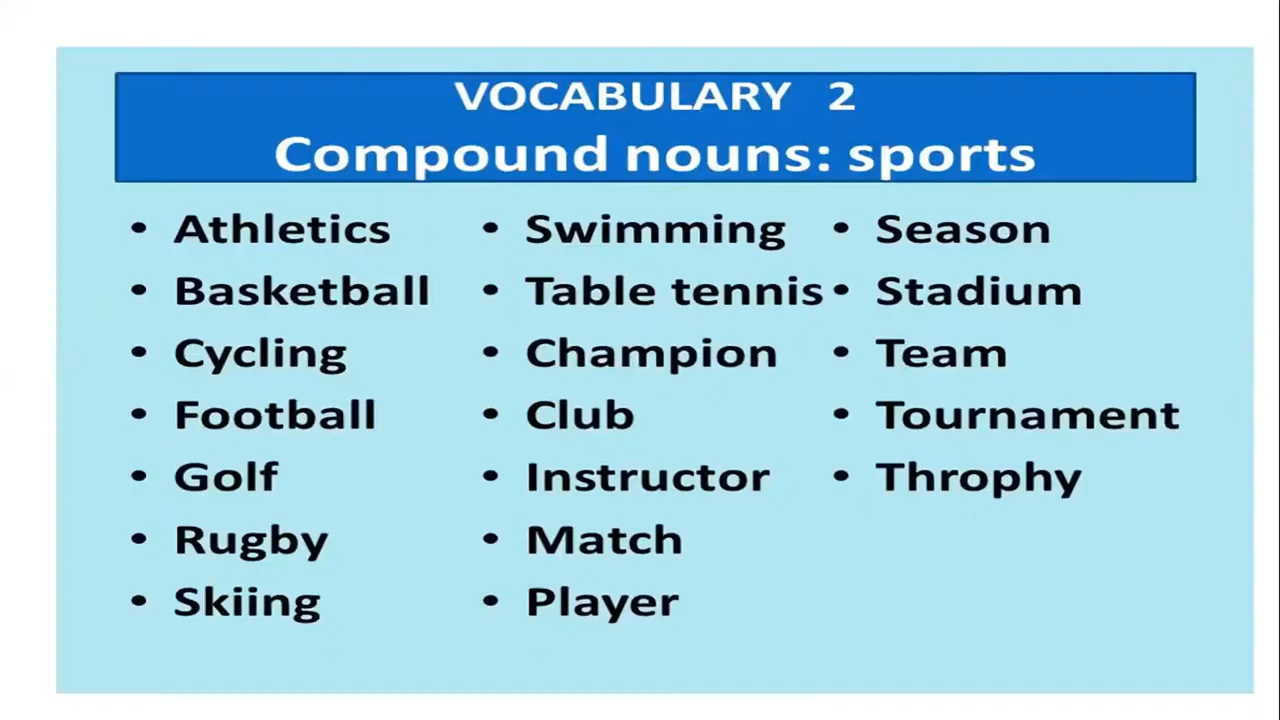 VOCABULARY 2
Compound nouns: sports
• Athletics
• Basketball
• Cycling
• Football
• Golf
• Rugby
• Skiing
• Swimming
• Table tennis
• Champion
• Club
• Instructor
• Match
• Player
• Season
• Stadium
• Team
• Tournament
• Throphy